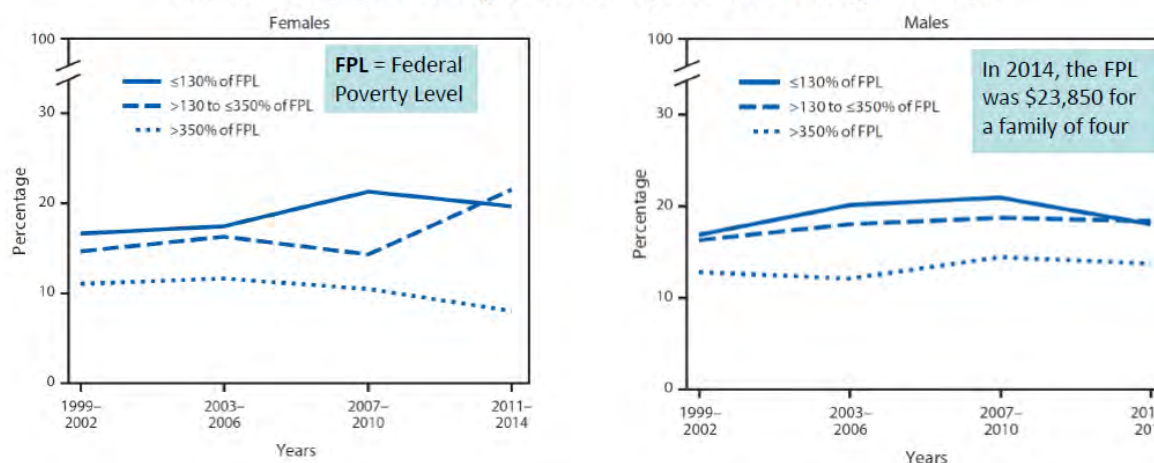 Females
100
30
20
10
0
Percentage
≤130% of FPL
>130 to ≤350% of FPL
>350% of FPL
FPL = Federal
Poverty Level
1999–
2002
2003–
2006
2007–
2010
2011–
2014
Years
Males
100
30
20
10
0
Percentage
≤130% of FPL
>130 to ≤350% of FPL
>350% of FPL
In 2014, the FPL
was $23,850 for
a family of four
1999–
2002
2003–
2006
2007–
2010
Years